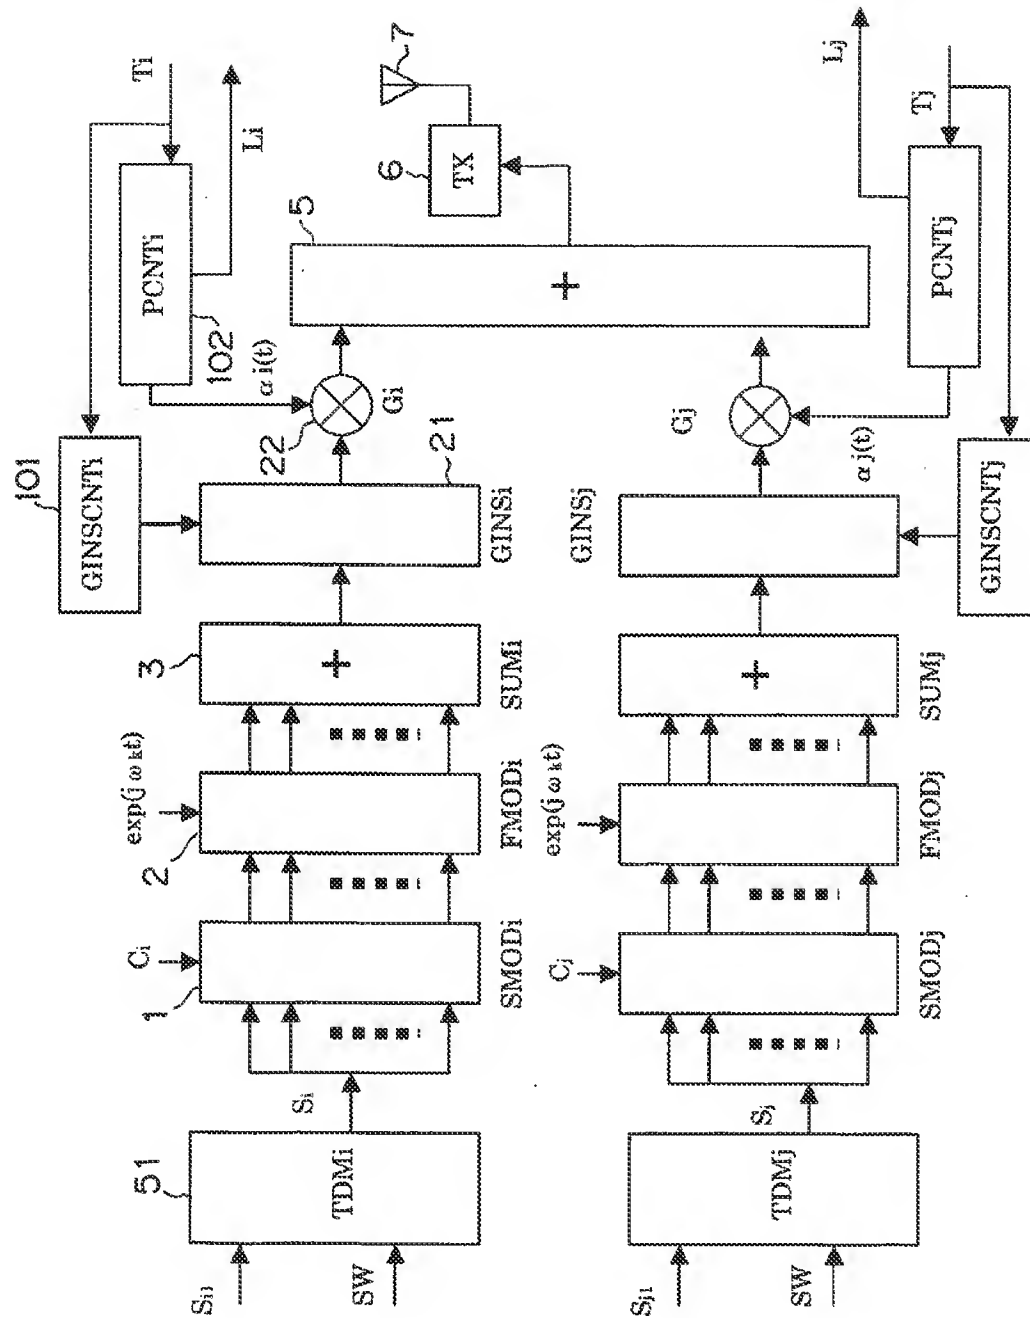 Si1
SW
51
TDMi
Si
Ci
1
SMODi
exp(jωkt)
2
FMODi
3
+
SUMi
101
GINSCNTi
21
GINSi
22
Gi
αi(t)
102
PCNTi
Ti
Li
5
+
6
TX
7
Sj1
SW
TDMj
Sj
Cj
SMODj
exp(jωkt)
FMODj
+
SUMj
GINSj
GINSCNTj
Gj
αj(t)
PCNTj
Tj
Lj